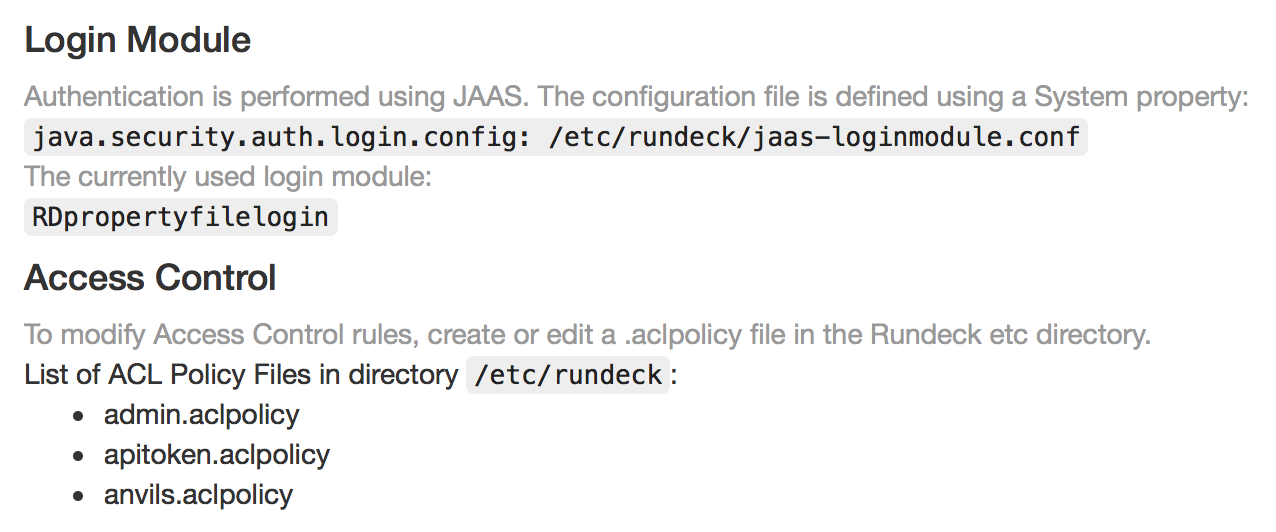 Login Module
Authentication is performed using JAAS. The configuration file is defined using a System property:
java.security.auth.login.config: /etc/rundeck/jaas-loginmodule.conf
The currently used login module:
RDpropertyfilelogin
Access Control
To modify Access Control rules, create or edit a .aclpolicy file in the Rundeck etc directory.
List of ACL Policy Files in directory /etc/rundeck:
• admin.aclpolicy
• apitoken.aclpolicy
• anvils.aclpolicy